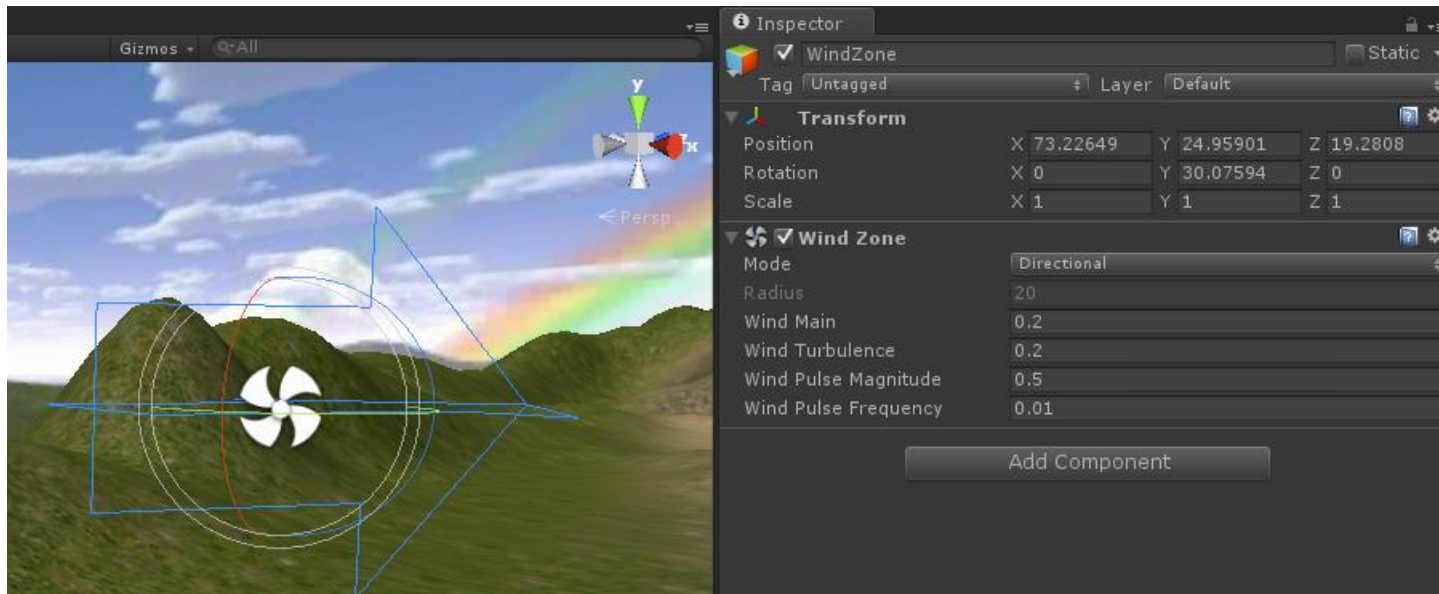 Gizmos All
y
x
Persp
Inspector
WindZone Static
Tag Untagged Layer Default
Transform
Position X 73.22649 Y 24.95901 Z 19.2808
Rotation X 0 Y 30.07594 Z 0
Scale X 1 Y 1 Z 1
Wind Zone
Mode Directional
Radius 20
Wind Main 0.2
Wind Turbulence 0.2
Wind Pulse Magnitude 0.5
Wind Pulse Frequency 0.01
Add Component